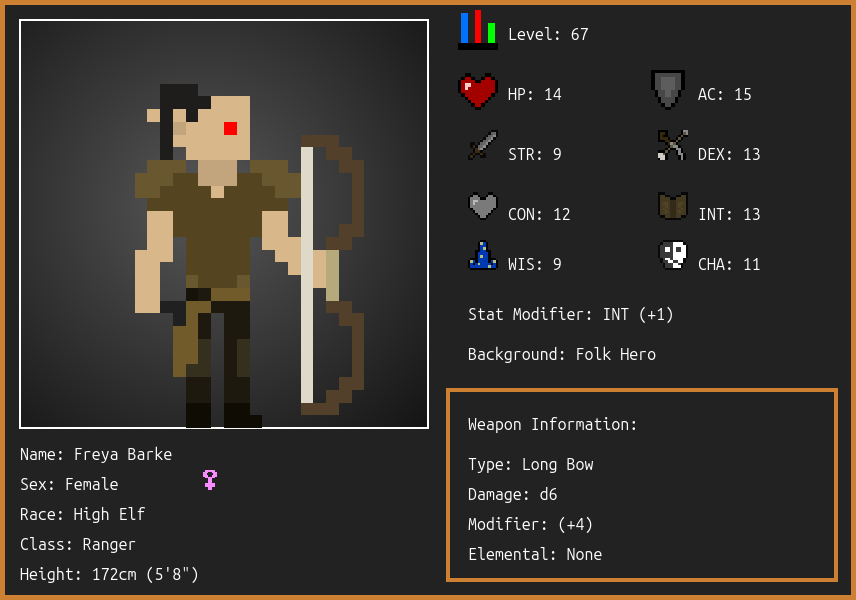 Level: 67
HP: 14
AC: 15
STR: 9
DEX: 13
CON: 12
INT: 13
WIS: 9
CHA: 11
Stat Modifier: INT (+1)
Background: Folk Hero
Name: Freya Barke
Sex: Female
Race: High Elf
Class: Ranger
Height: 172cm (5'8")
Weapon Information:
Type: Long Bow
Damage: d6
Modifier: (+4)
Elemental: None